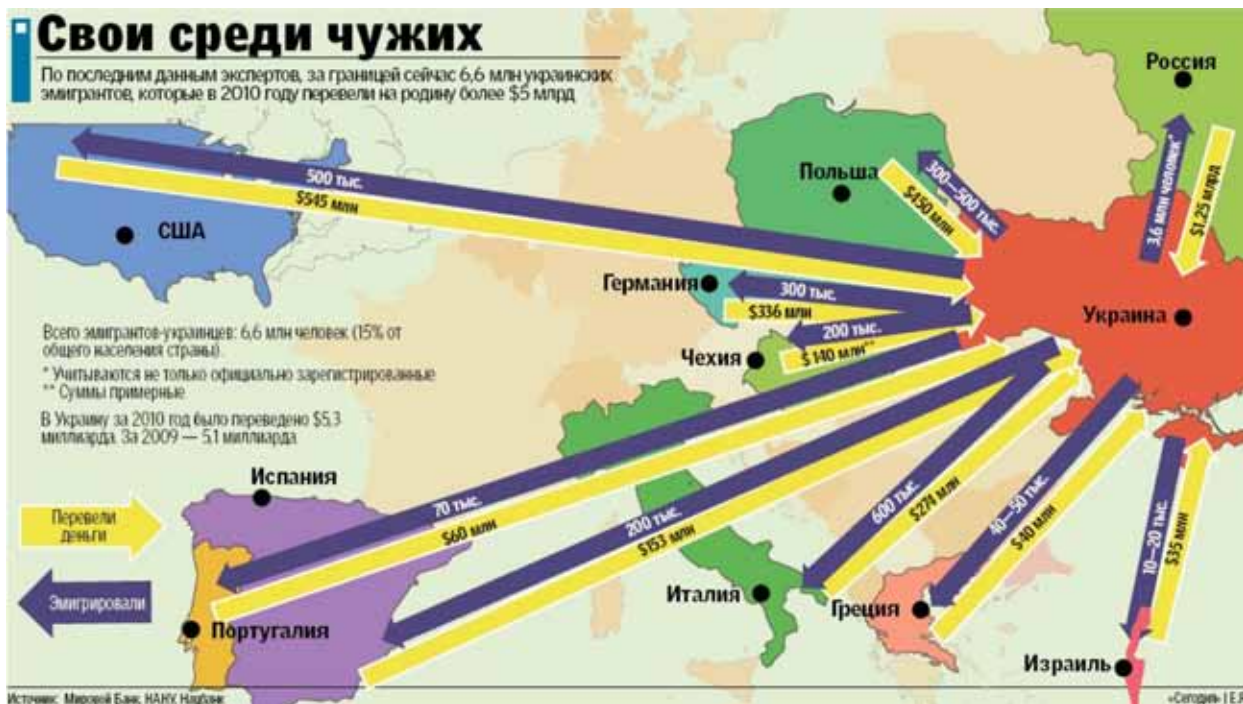 Свои среди чужих
По последним данным экспертов, за границей сейчас 6,6 млн украинских
эмигрантов, которые в 2010 году перевели на родину более $5 млрд
Россия
3,6 млн человек*
$1,25 млрд
Польша
300—500 тыс.
$450 млн
500 тыс.
$545 млн
США
Германия
300 тыс.
$336 млн
Украина
200 тыс.
$140 млн**
Чехия
Всего эмигрантов-украинцев: 6,6 млн человек (15% от
общего населения страны).
* Учитываются не только официально зарегистрированные
** Суммы примерные
В Украину за 2010 год было переведено $5,3
миллиарда. За 2009 — 5,1 миллиарда
Испания
70 тыс.
$60 млн
200 тыс.
$153 млн
600 тыс.
$274 млн
40—50 тыс.
$40 млн
10—20 тыс.
$35 млн
Перевели
деньги
Эмигрировали
Португалия
Италия
Греция
Израиль
Источник: Мировой Банк, НАНУ, Нацбанк
«Сегодня» | Е.Я